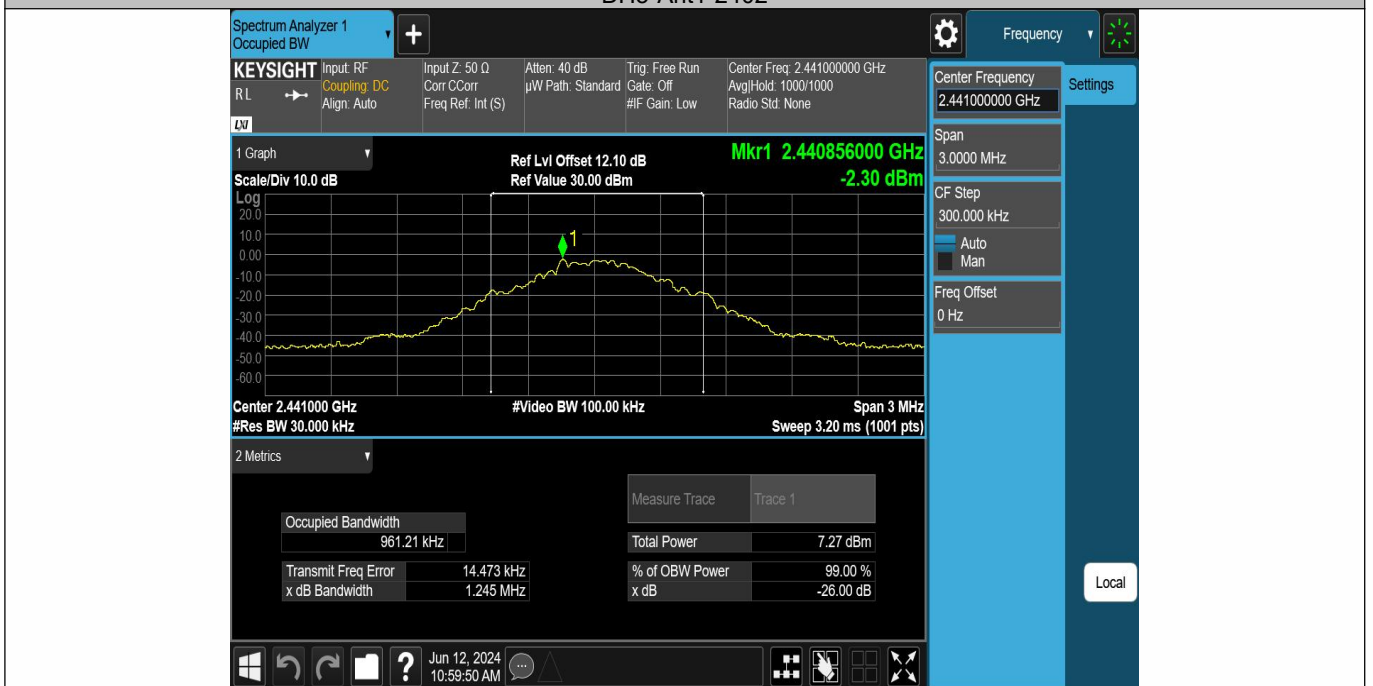 Spectrum Analyzer 1
Occupied BW
Frequency
KEYSIGHT
R L
LXI
Input: RF
Coupling: DC
Align: Auto
Input Z: 50 Ω
Corr CCorr
Freq Ref: Int (S)
Atten: 40 dB
µW Path: Standard
Trig: Free Run
Gate: Off
#IF Gain: Low
Center Freq: 2.441000000 GHz
Avg|Hold: 1000/1000
Radio Std: None
Center Frequency
2.441000000 GHz
Settings
Span
3.0000 MHz
CF Step
300.000 kHz
Auto
Man
Freq Offset
0 Hz
Local
1 Graph
Scale/Div 10.0 dB
Ref Lvl Offset 12.10 dB
Ref Value 30.00 dBm
Mkr1 2.440856000 GHz
-2.30 dBm
Log
20.0
10.0
0.00
-10.0
-20.0
-30.0
-40.0
-50.0
-60.0
1
Center 2.441000 GHz
#Res BW 30.000 kHz
#Video BW 100.00 kHz
Span 3 MHz
Sweep 3.20 ms (1001 pts)
2 Metrics
Measure Trace Trace 1
Occupied Bandwidth
961.21 kHz
Total Power 7.27 dBm
Transmit Freq Error 14.473 kHz
% of OBW Power 99.00 %
x dB Bandwidth 1.245 MHz
x dB -26.00 dB
Jun 12, 2024
10:59:50 AM